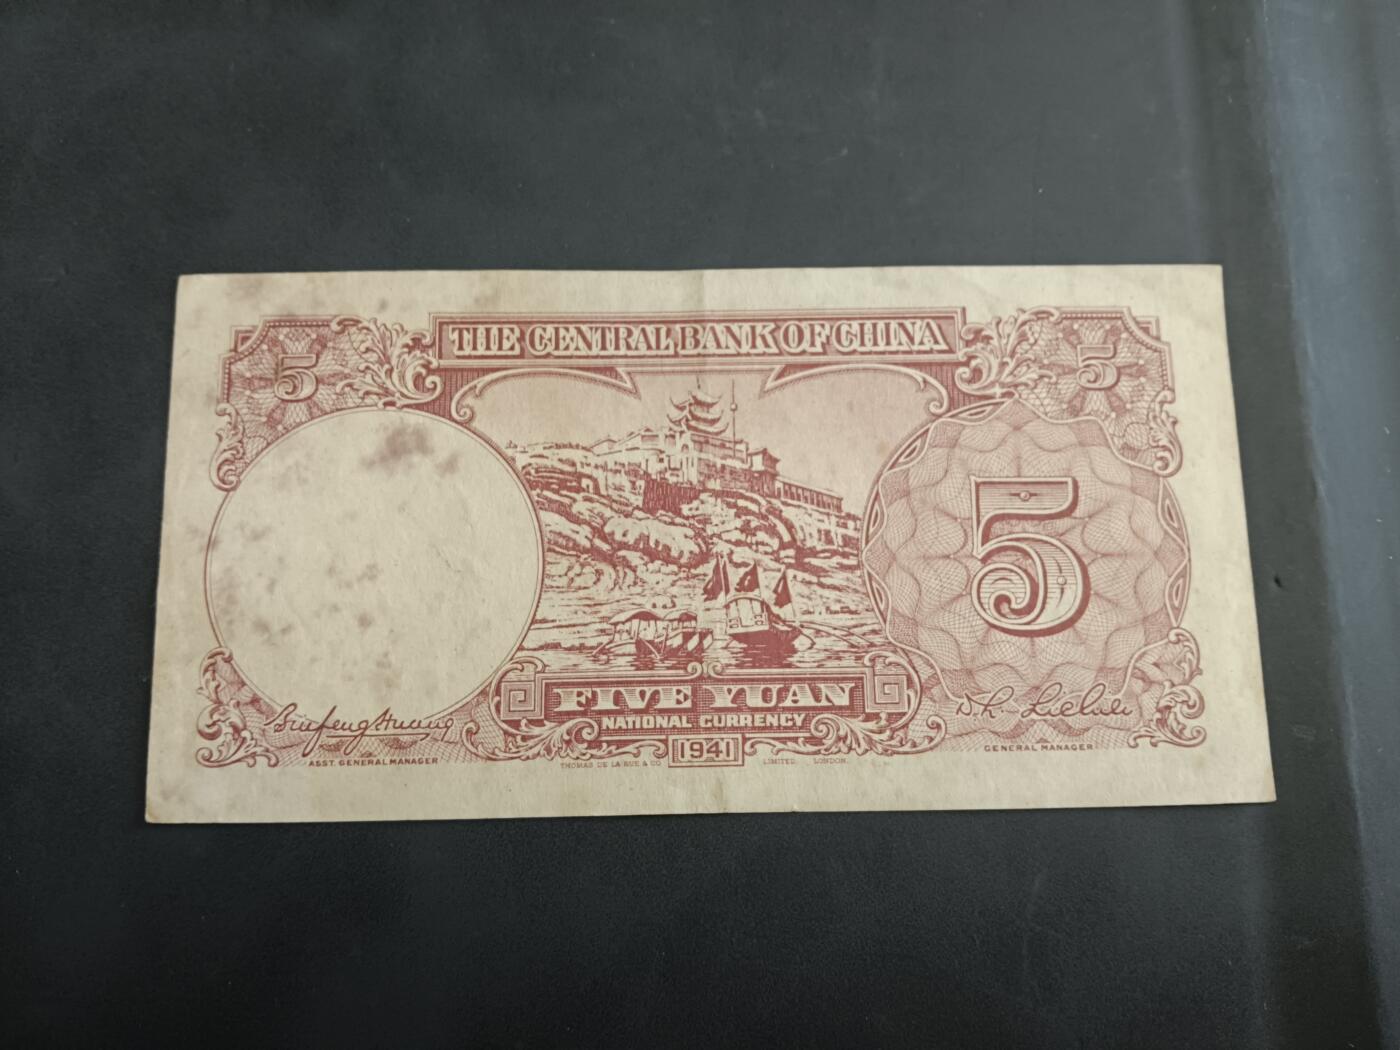 THE CENTRAL BANK OF CHINA
5 5
5
FIVE YUAN
NATIONAL CURRENCY
1941
ASST. GENERAL MANAGER
GENERAL MANAGER
THOMAS DE LA RUE & CO LIMITED. LONDON.